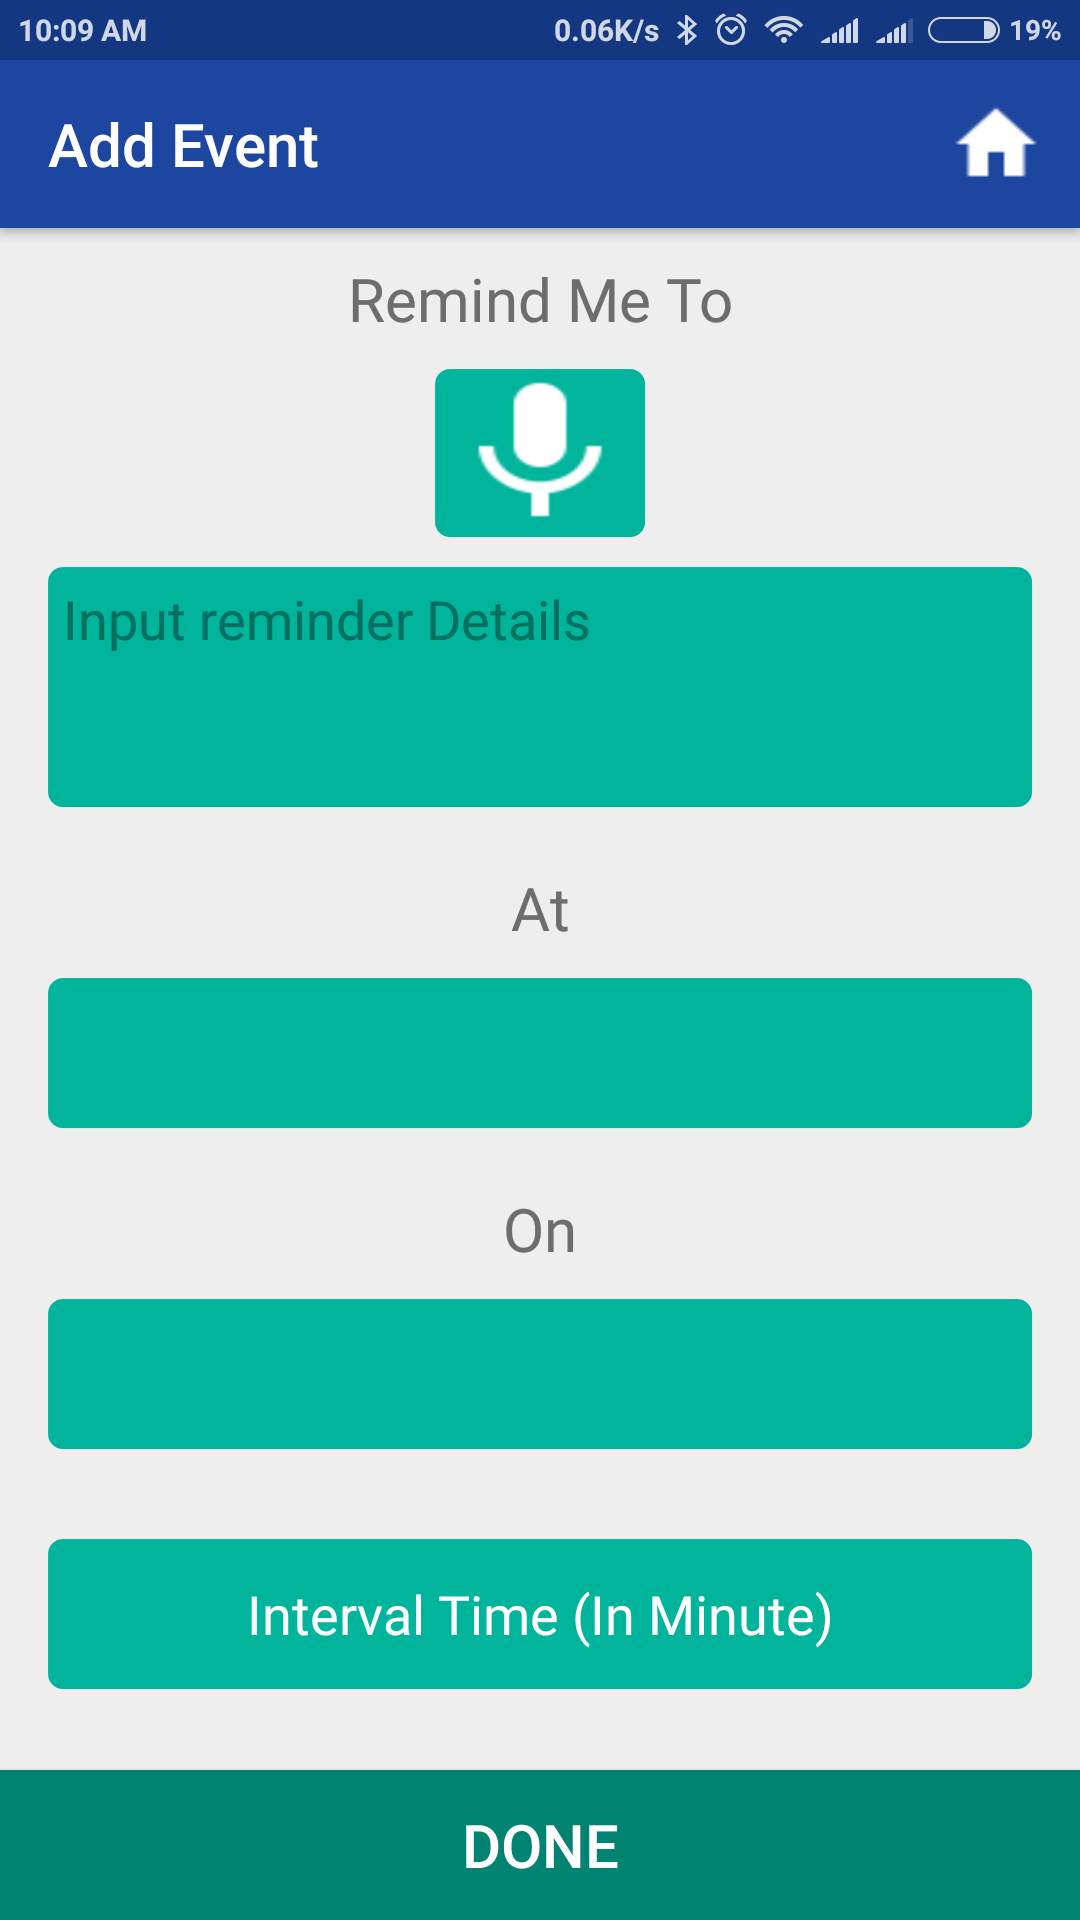 10:09 AM 0.06K/s 19%
Add Event
Remind Me To
Input reminder Details
At
On
Interval Time (In Minute)
DONE